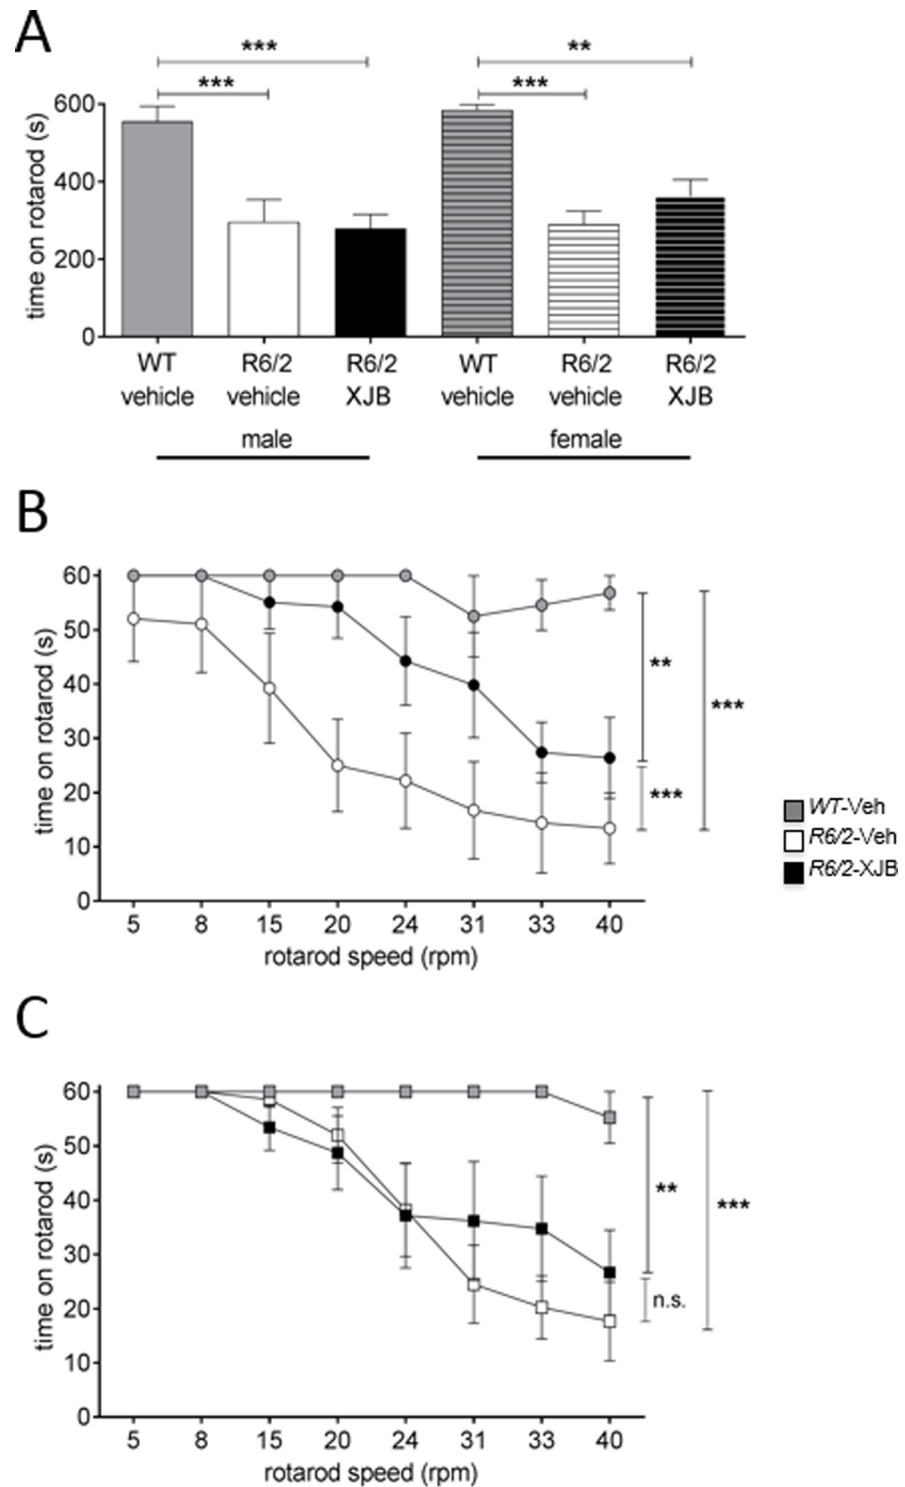 A
*** **
*** ***
time on rotarod (s)
600
400
200
0
WT R6/2 R6/2 WT R6/2 R6/2
vehicle vehicle XJB vehicle vehicle XJB
male female
B
time on rotarod (s)
60
50
40
30
20
10
0
**
***
***
5 8 15 20 24 31 33 40
rotarod speed (rpm)
WT-Veh
R6/2-Veh
R6/2-XJB
C
time on rotarod (s)
60
50
40
30
20
10
0
**
***
n.s.
5 8 15 20 24 31 33 40
rotarod speed (rpm)